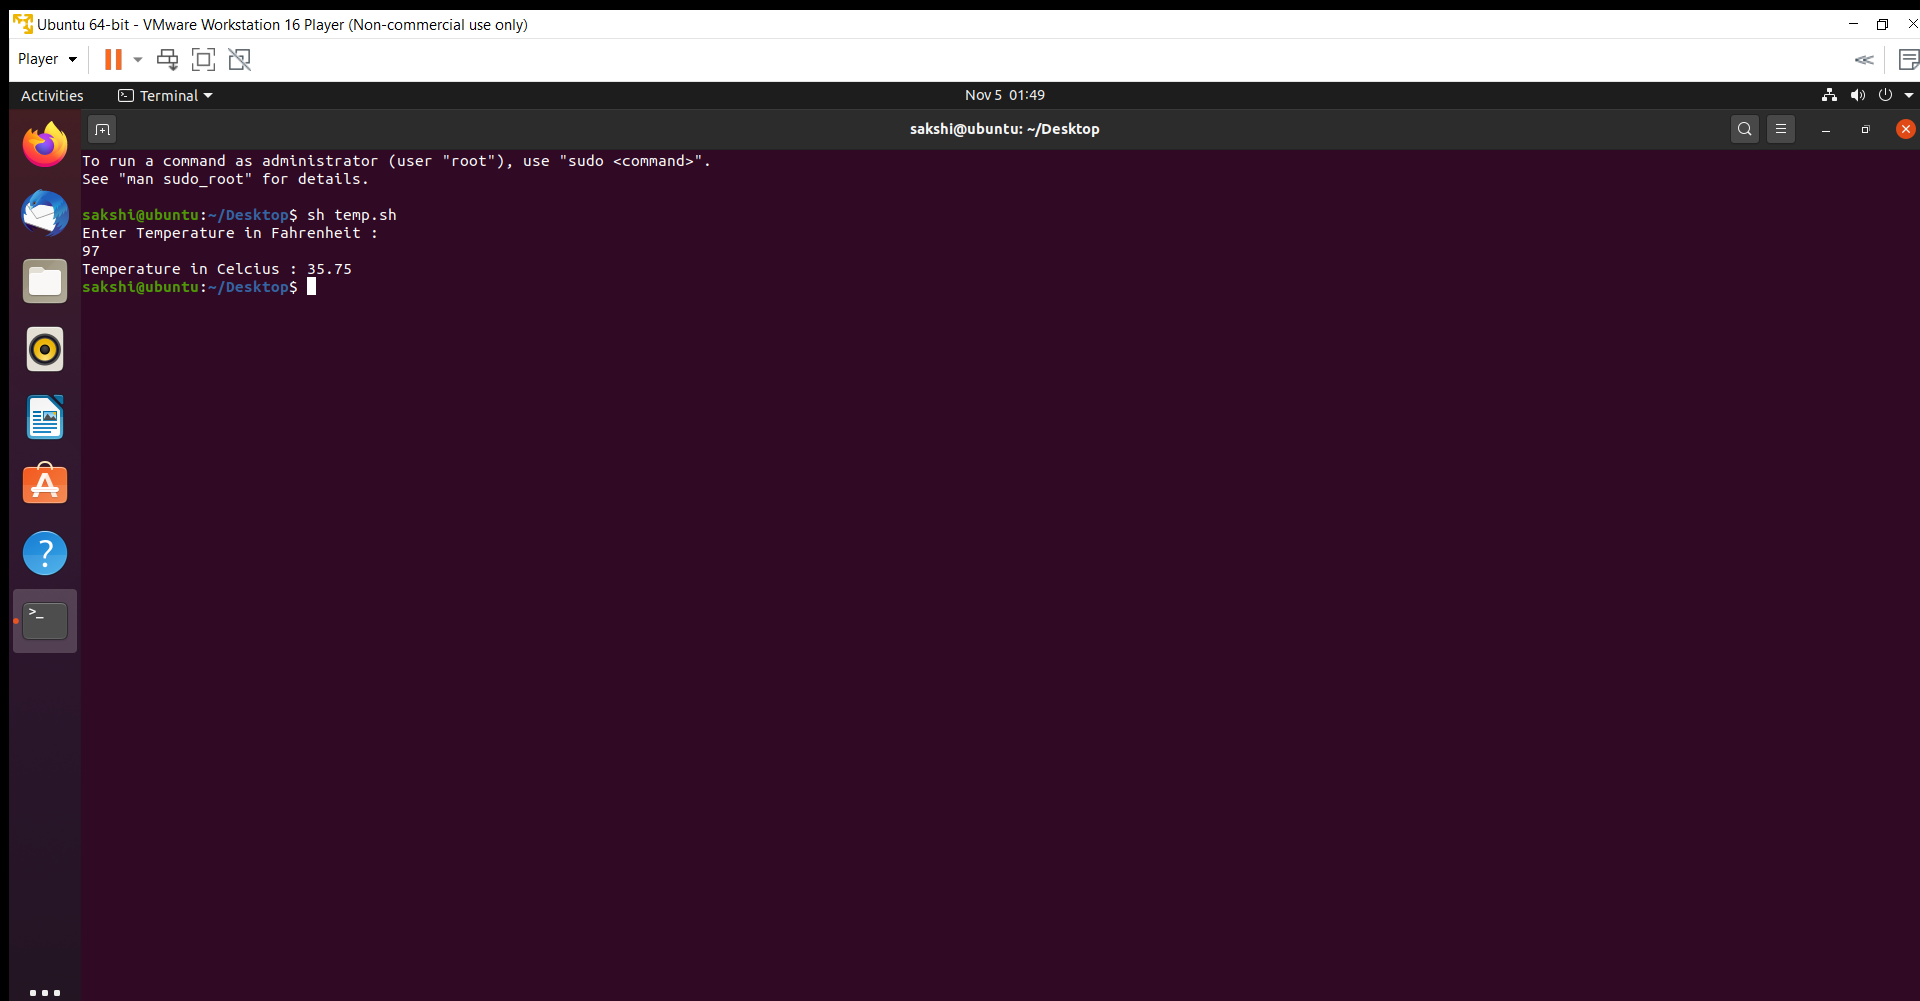 Ubuntu 64-bit - VMware Workstation 16 Player (Non-commercial use only)
Player
Activities
Terminal
Nov 5 01:49
sakshi@ubuntu: ~/Desktop
To run a command as administrator (user "root"), use "sudo <command>".
See "man sudo_root" for details.
sakshi@ubuntu:~/Desktop$ sh temp.sh
Enter Temperature in Fahrenheit :
97
Temperature in Celcius : 35.75
sakshi@ubuntu:~/Desktop$